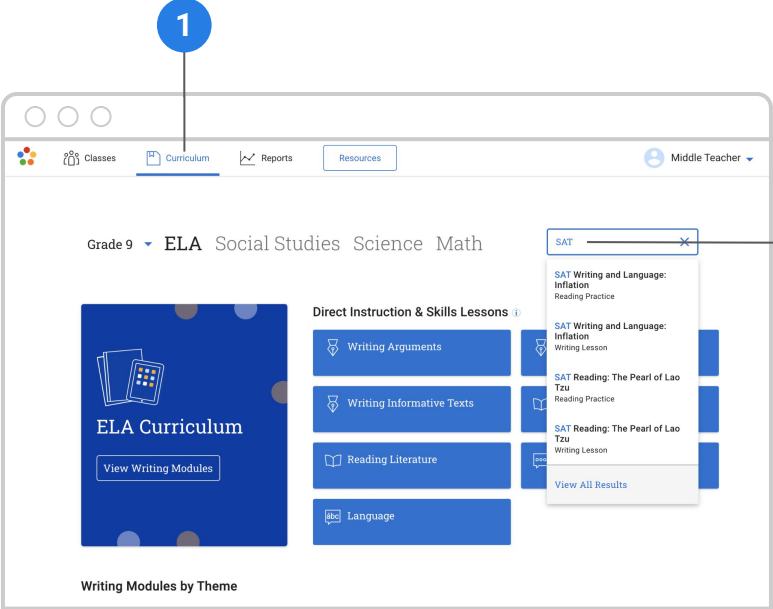 1
Classes Curriculum Reports Resources Middle Teacher
Grade 9 ELA Social Studies Science Math
SAT
SAT Writing and Language:
Inflation
Reading Practice
SAT Writing and Language:
Inflation
Writing Lesson
SAT Reading: The Pearl of Lao
Tzu
Reading Practice
SAT Reading: The Pearl of Lao
Tzu
Writing Lesson
View All Results
ELA Curriculum
View Writing Modules
Direct Instruction & Skills Lessons
Writing Arguments
Writing Informative Texts
Reading Literature
ābc Language
Writing Modules by Theme